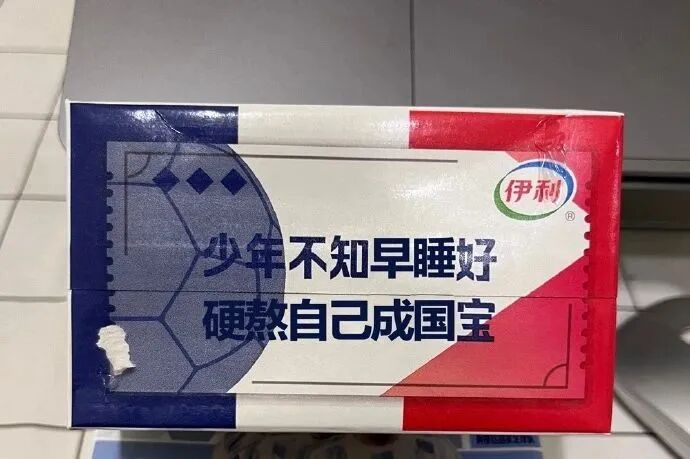 伊利
®
少年不知早睡好
硬熬自己成国宝